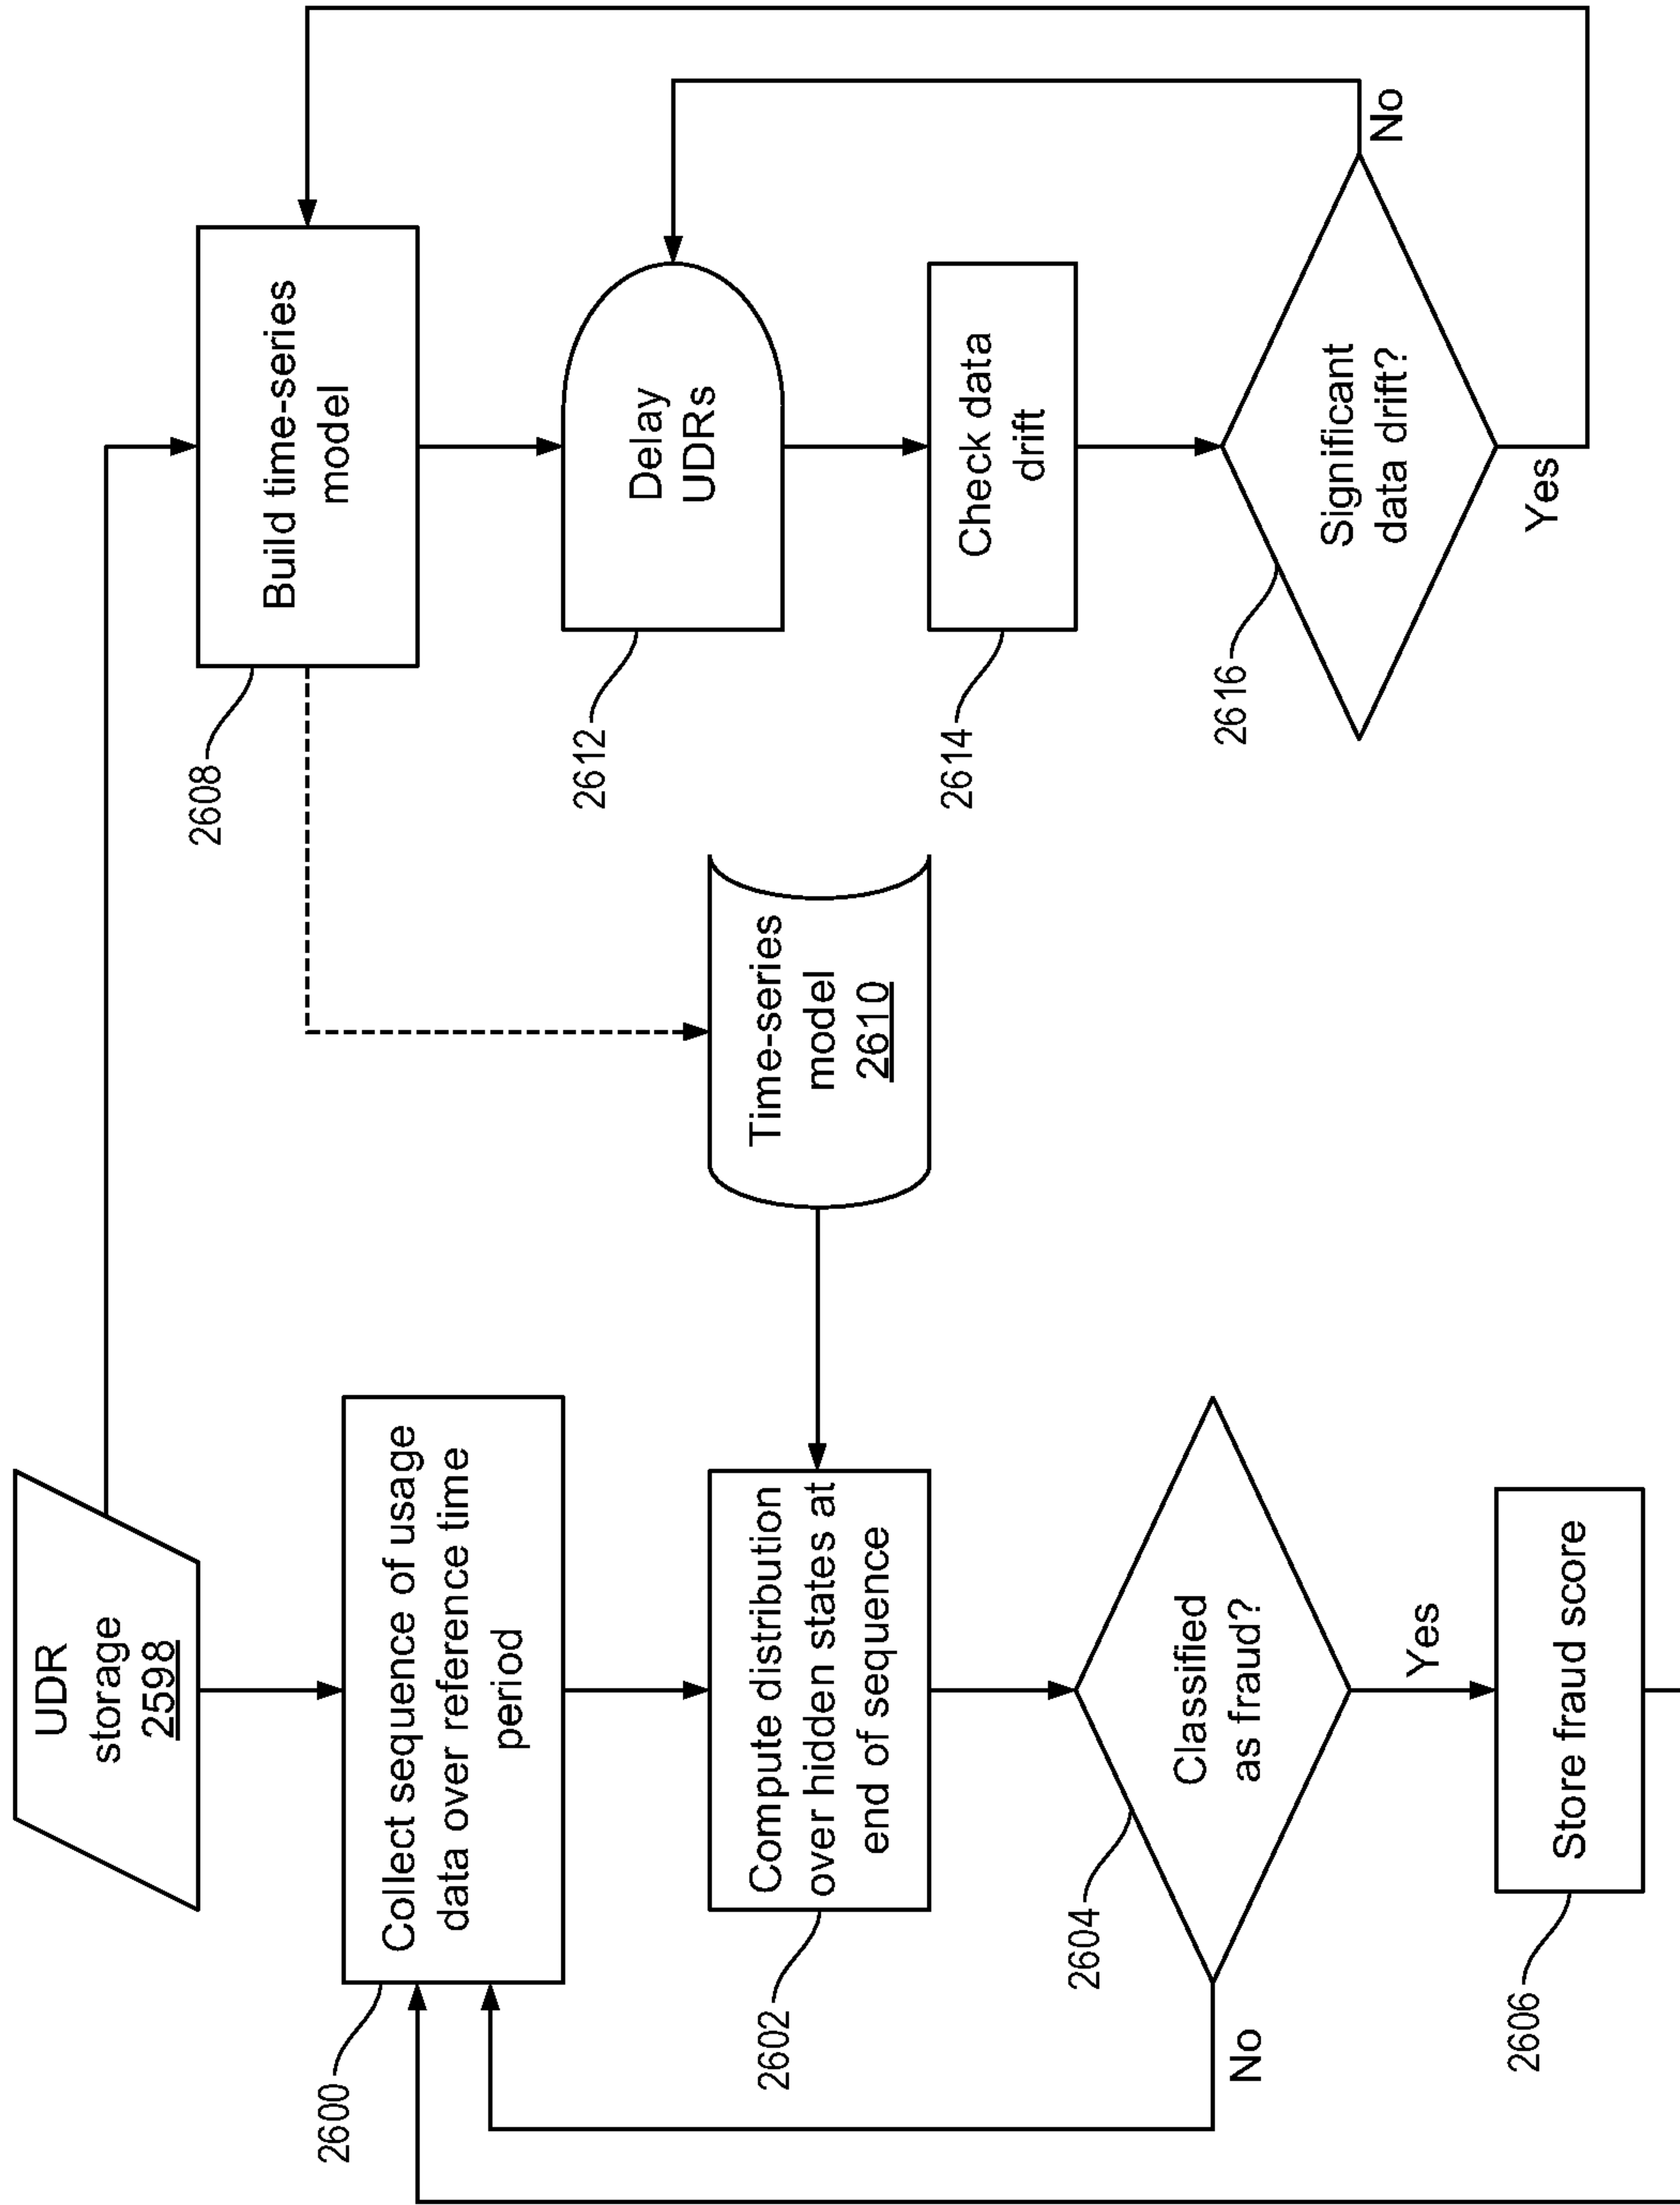 UDR
storage
2598
2600
Collect sequence of usage
data over reference time
period
2602
Compute distribution
over hidden states at
end of sequence
2604
Classified
as fraud?
No
Yes
2606
Store fraud score
Time-series
model
2610
2608
Build time-series
model
2612
Delay
UDRs
2614
Check data
drift
2616
Significant
data drift?
No
Yes